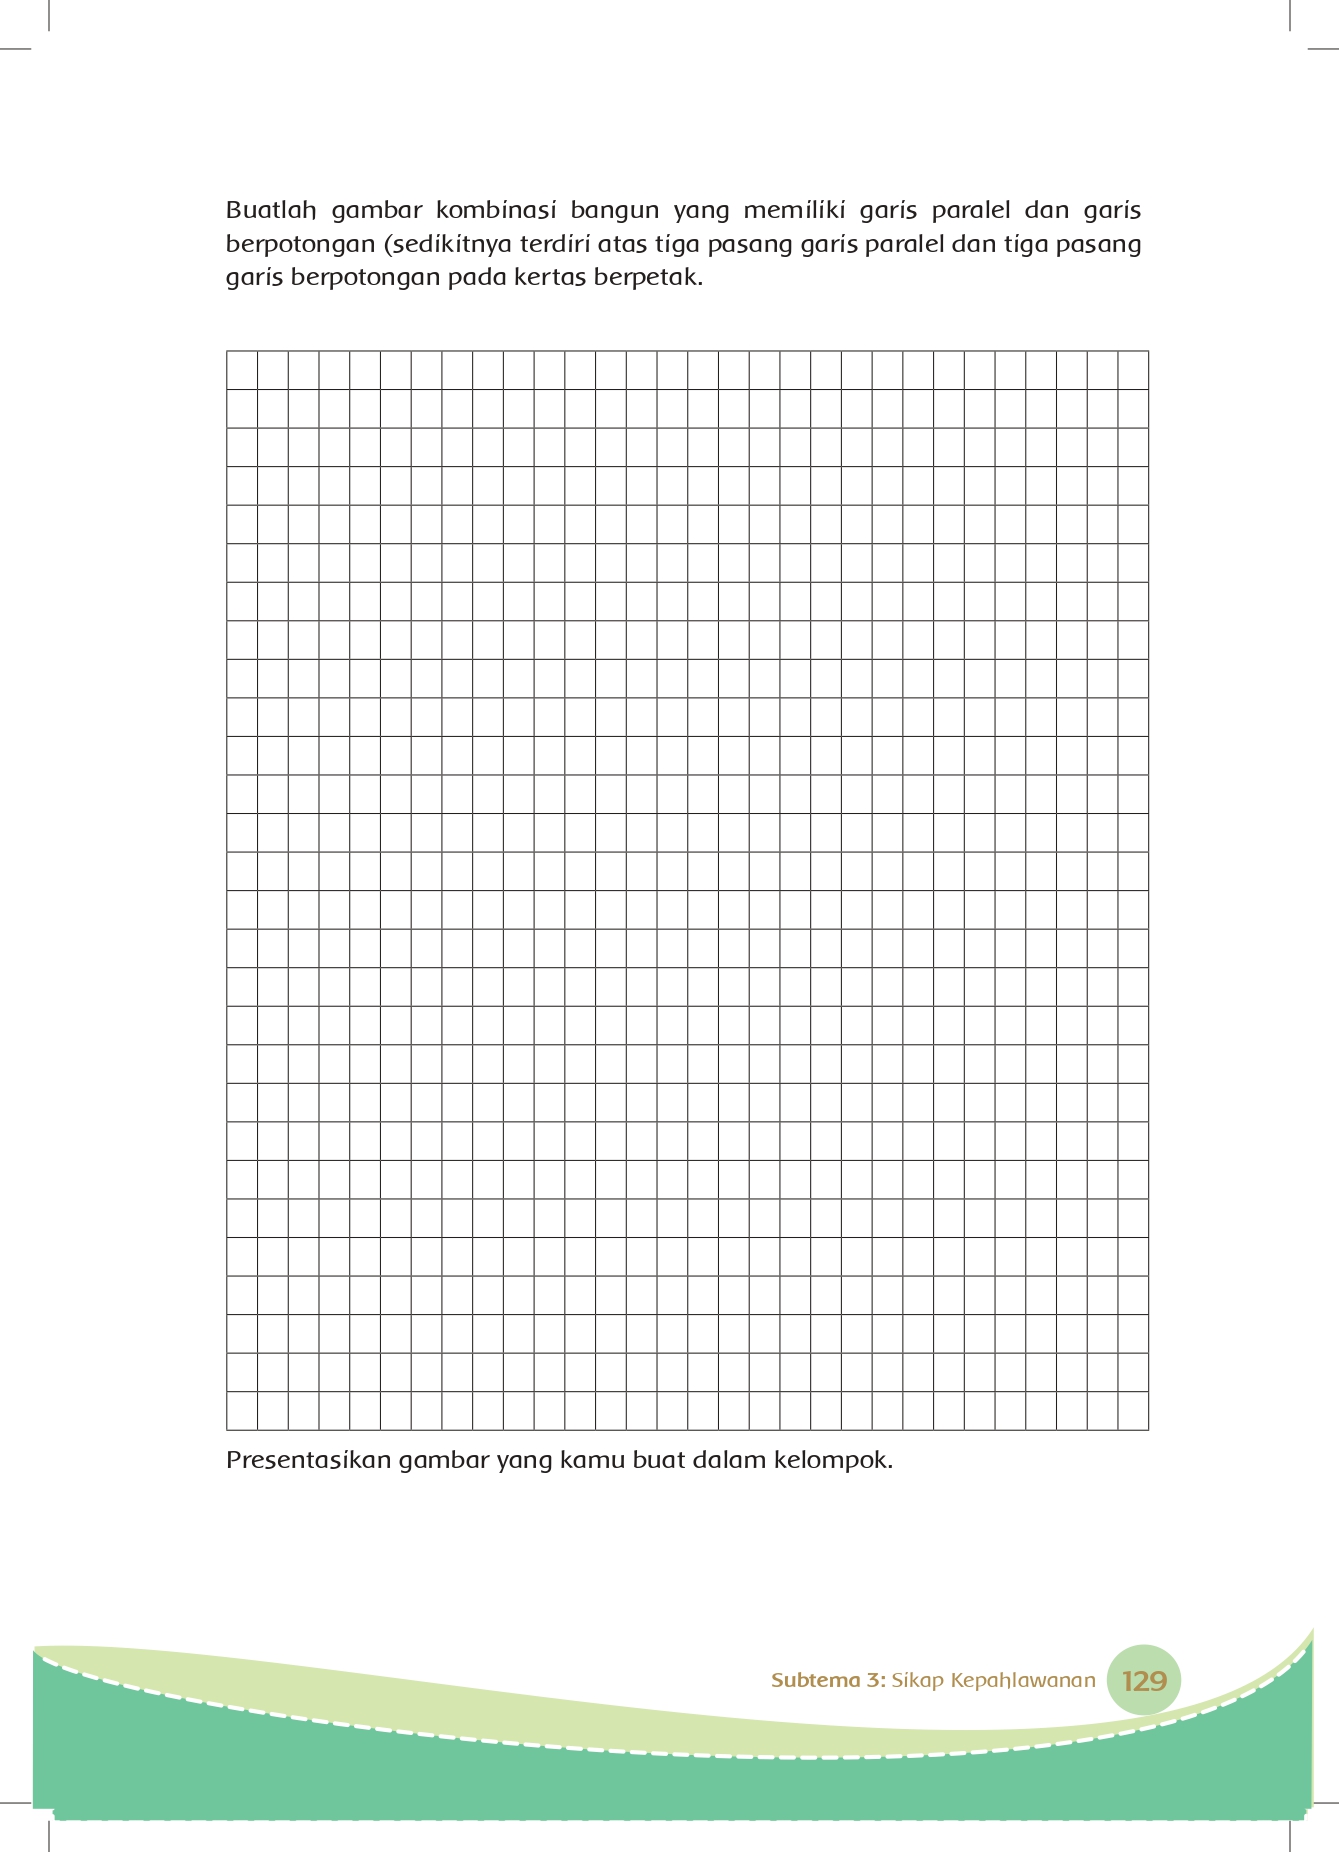 Buatlah gambar kombinasi bangun yang memiliki garis paralel dan garis
berpotongan (sedikitnya terdiri atas tiga pasang garis paralel dan tiga pasang
garis berpotongan pada kertas berpetak.
Presentasikan gambar yang kamu buat dalam kelompok.
Subtema 3: Sikap Kepahlawanan 129